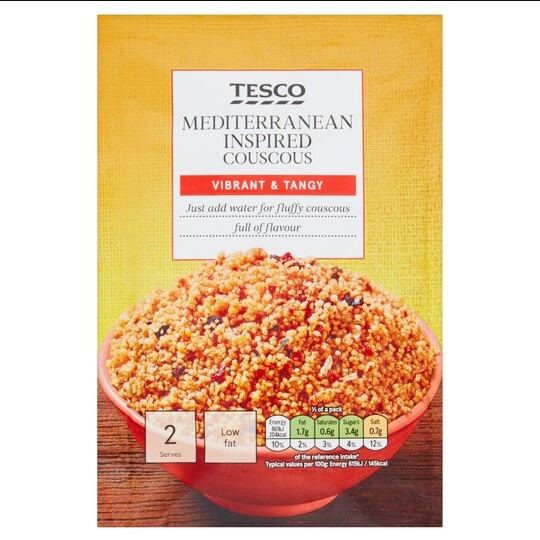 TESCO
MEDITERRANEAN
INSPIRED
COUSCOUS
VIBRANT & TANGY
Just add water for fluffy couscous
full of flavour
2
Serves
Low
fat
½ of a pack
Energy Fat Saturates Sugars Salt
861kJ
204kcal 1.7g 0.6g 3.4g 0.7g
10% 2% 3% 4% 12%
of the reference intake*
Typical values per 100g: Energy 615kJ / 145kcal